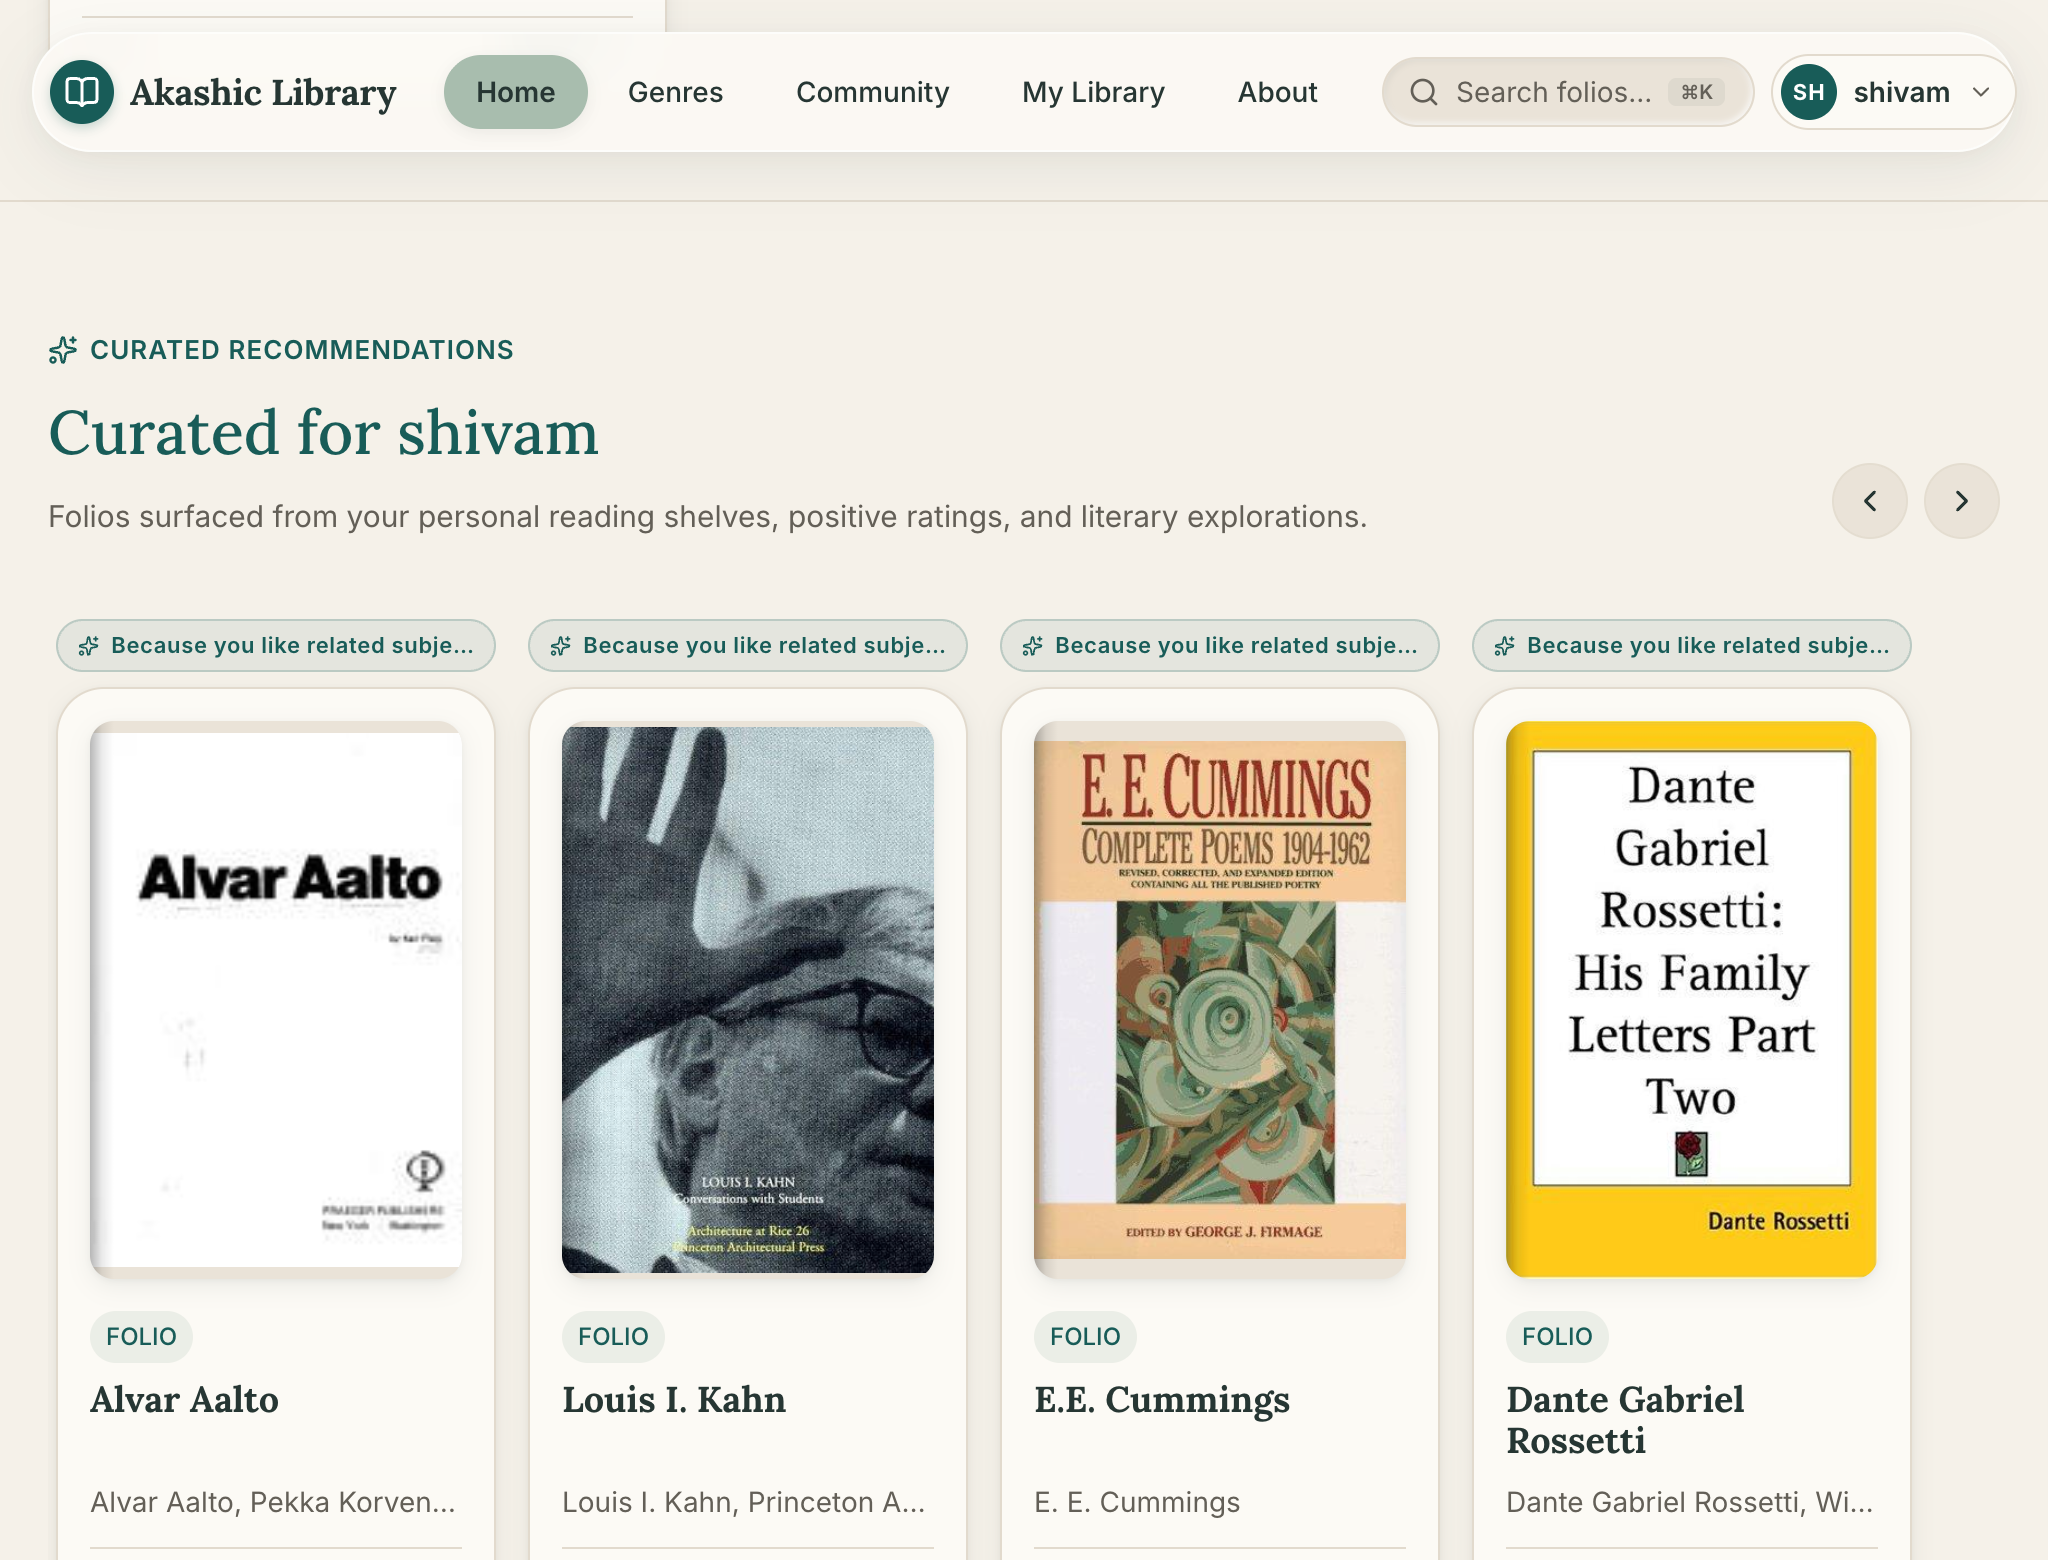 Akashic Library
Home
Genres
Community
My Library
About
Search folios...
⌘K
SH
shivam
CURATED RECOMMENDATIONS
Curated for shivam
Folios surfaced from your personal reading shelves, positive ratings, and literary explorations.
Because you like related subje...
Because you like related subje...
Because you like related subje...
Because you like related subje...
Alvar Aalto
PRAEGER PUBLISHERS
New York Washington
LOUIS I. KAHN
Conversations with Students
Architecture at Rice 26
Princeton Architectural Press
E. E. CUMMINGS
COMPLETE POEMS 1904-1962
REVISED, CORRECTED, AND EXPANDED EDITION
CONTAINING ALL THE PUBLISHED POETRY
EDITED BY GEORGE J. FIRMAGE
Dante
Gabriel
Rossetti:
His Family
Letters Part
Two
Dante Rossetti
FOLIO
Alvar Aalto
Alvar Aalto, Pekka Korven...
FOLIO
Louis I. Kahn
Louis I. Kahn, Princeton A...
FOLIO
E.E. Cummings
E. E. Cummings
FOLIO
Dante Gabriel
Rossetti
Dante Gabriel Rossetti, Wi...